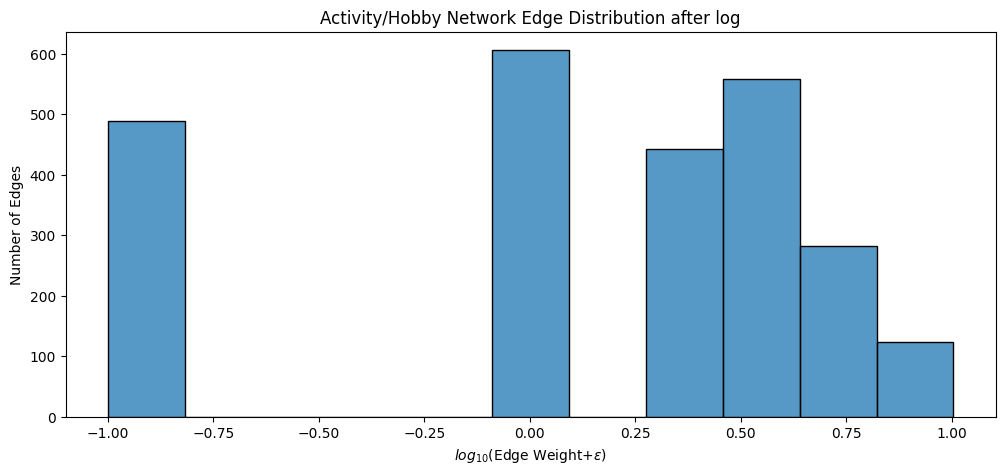 Activity/Hobby Network Edge Distribution after log
Number of Edges
600
500
400
300
200
100
0
−1.00 −0.75 −0.50 −0.25 0.00 0.25 0.50 0.75 1.00
log₁₀(Edge Weight+ε)